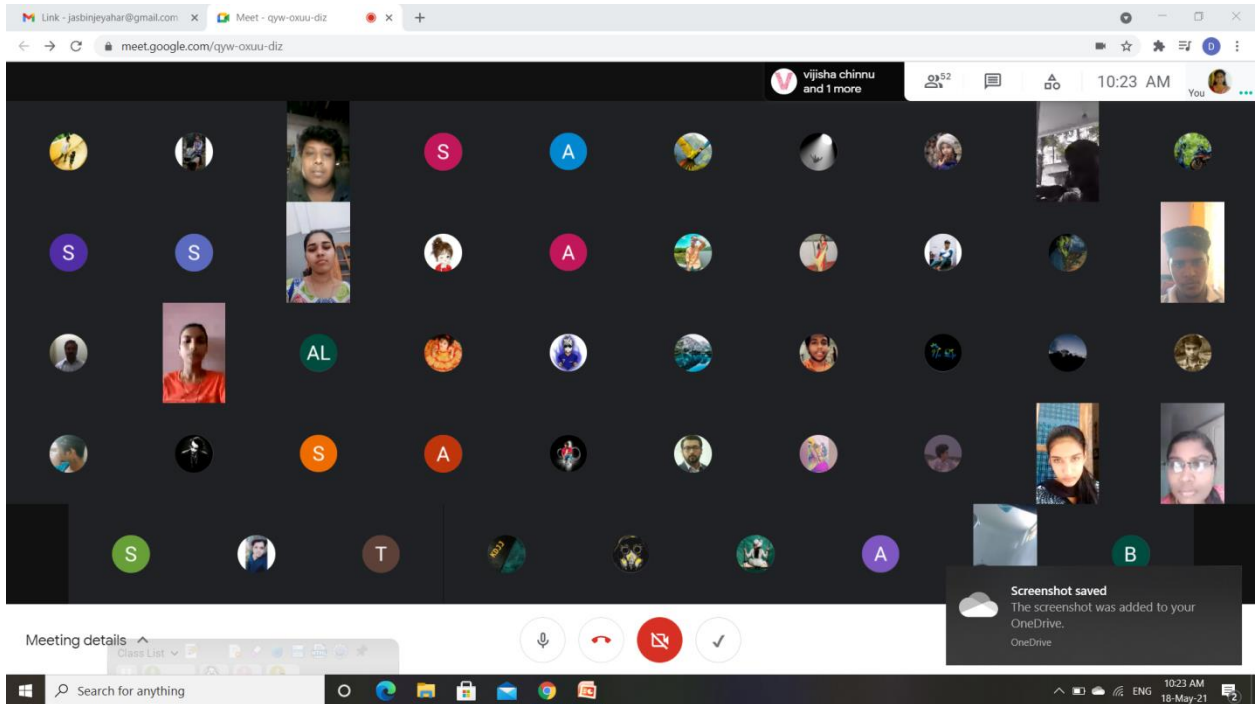 Link - jasbinjeyahar@gmail.com
Meet - qyw-oxuu-diz
meet.google.com/qyw-oxuu-diz
D
vijisha chinnu
and 1 more
52
10:23 AM
You
S
A
S
S
A
AL
S
A
S
T
KDJJ
A
B
Screenshot saved
The screenshot was added to your
OneDrive.
OneDrive
Meeting details
Class List
Search for anything
ENG
10:23 AM
18-May-21
2